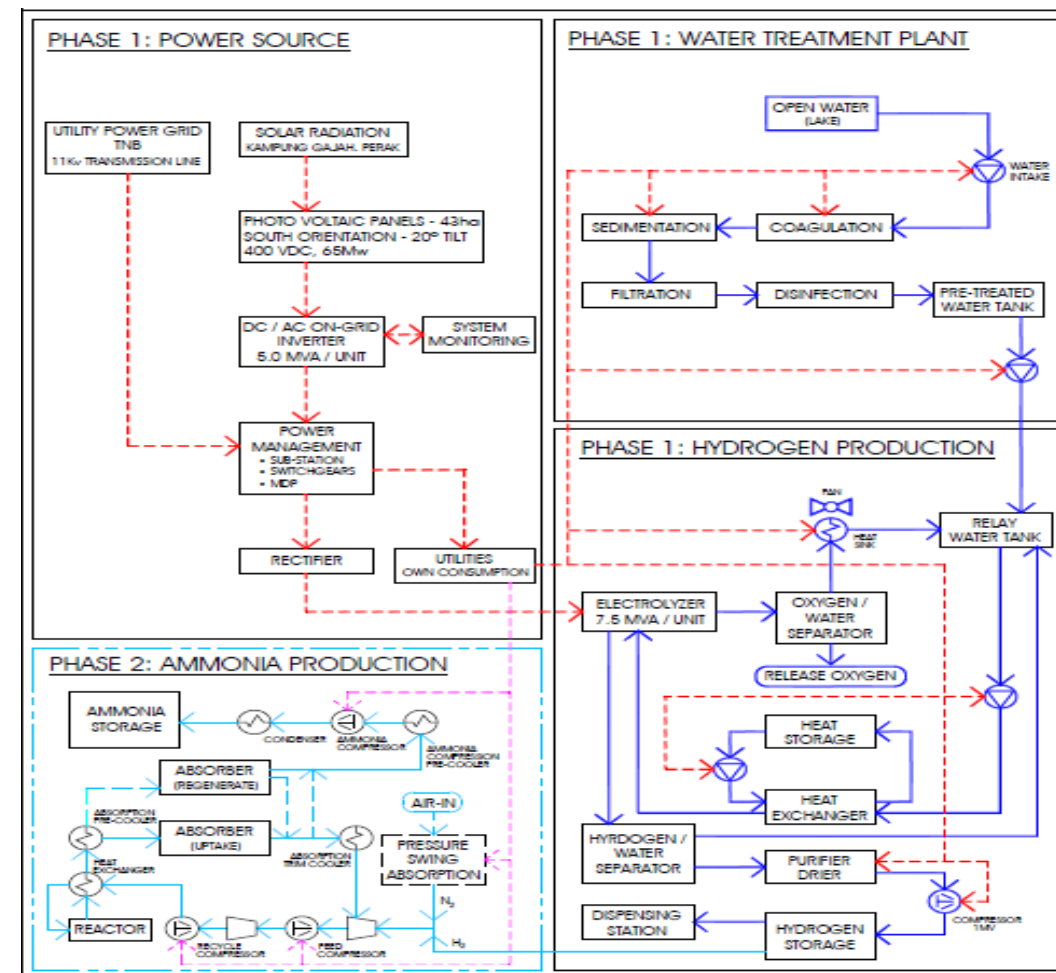 PHASE 1: POWER SOURCE
UTILITY POWER GRID
TNB
11Kv TRANSMISSION LINE
SOLAR RADIATION
KAMPUNG GAJAH. PERAK
PHOTO VOLTAIC PANELS - 43ha
SOUTH ORIENTATION - 20° TILT
400 VDC, 65Mw
DC / AC ON-GRID
INVERTER
5.0 MVA / UNIT
SYSTEM
MONITORING
POWER
MANAGEMENT
• SUB-STATION
• SWITCHGEARS
• MDP
RECTIFIER
UTILITIES
OWN CONSUMPTION
PHASE 1: WATER TREATMENT PLANT
OPEN WATER
(LAKE)
WATER
INTAKE
SEDIMENTATION
COAGULATION
FILTRATION
DISINFECTION
PRE-TREATED
WATER TANK
PHASE 1: HYDROGEN PRODUCTION
FAN
HEAT
SINK
RELAY
WATER TANK
ELECTROLYZER
7.5 MVA / UNIT
OXYGEN /
WATER
SEPARATOR
RELEASE OXYGEN
HEAT
STORAGE
HEAT
EXCHANGER
HYRDOGEN /
WATER
SEPARATOR
PURIFIER
DRIER
COMPRESSOR
1MV
DISPENSING
STATION
HYDROGEN
STORAGE
PHASE 2: AMMONIA PRODUCTION
AMMONIA
STORAGE
CONDENSER
AMMONIA
COMPRESSOR
AMMONIA
COMPRESSION
PRE-COOLER
ABSORBER
(REGENERATE)
ABSORPTION
PRE-COOLER
ABSORBER
(UPTAKE)
ABSORPTION
TRIM COOLER
AIR-IN
PRESSURE
SWING
ABSORPTION
HEAT
EXCHANGER
REACTOR
RECYCLE
COMPRESSOR
FEED
COMPRESSOR
N₂
H₂